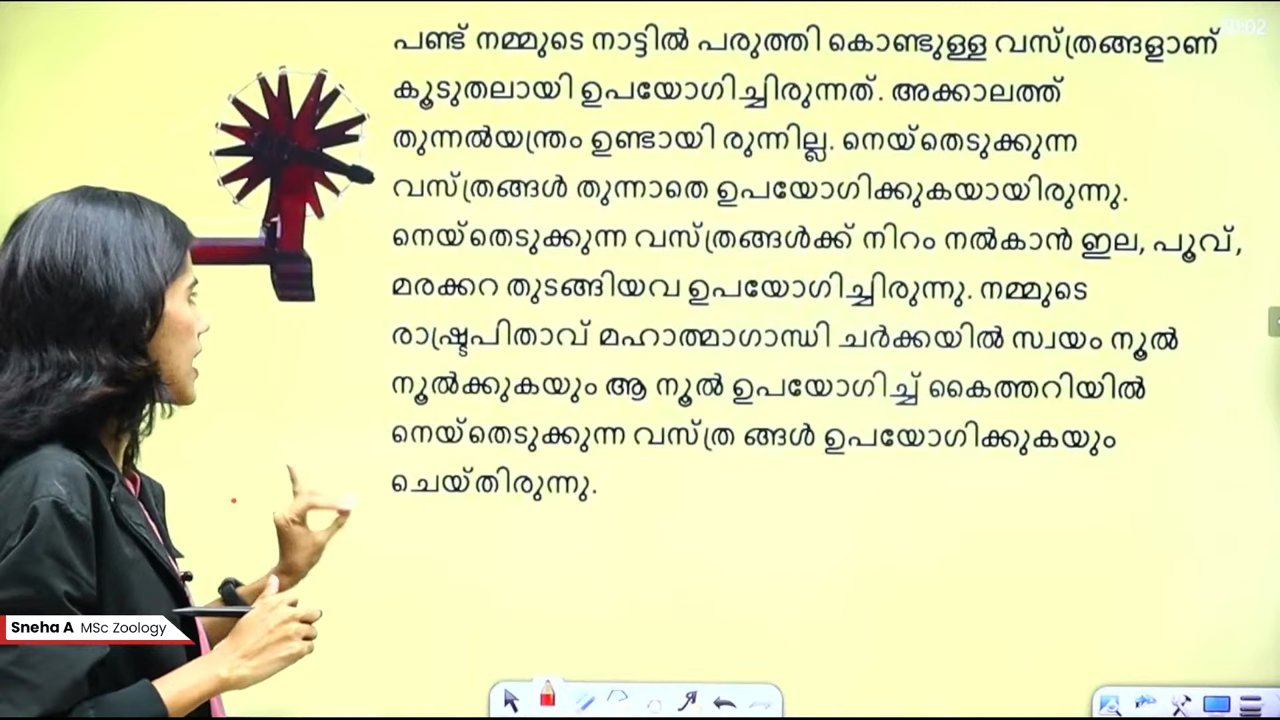 പണ്ട് നമ്മുടെ നാട്ടിൽ പരുത്തി കൊണ്ടുള്ള വസ്ത്രങ്ങളാണ്
കൂടുതലായി ഉപയോഗിച്ചിരുന്നത്. അക്കാലത്ത്
തുന്നൽയന്ത്രം ഉണ്ടായി രുന്നില്ല. നെയ്തെടുക്കുന്ന
വസ്ത്രങ്ങൾ തുന്നാതെ ഉപയോഗിക്കുകയായിരുന്നു.
നെയ്തെടുക്കുന്ന വസ്ത്രങ്ങൾക്ക് നിറം നൽകാൻ ഇല, പൂവ്,
മരക്കറ തുടങ്ങിയവ ഉപയോഗിച്ചിരുന്നു. നമ്മുടെ
രാഷ്ട്രപിതാവ് മഹാത്മാഗാന്ധി ചർക്കയിൽ സ്വയം നൂൽ
നൂൽക്കുകയും ആ നൂൽ ഉപയോഗിച്ച് കൈത്തറിയിൽ
നെയ്തെടുക്കുന്ന വസ്ത്ര ങ്ങൾ ഉപയോഗിക്കുകയും
ചെയ്തിരുന്നു.
Sneha A MSc Zoology